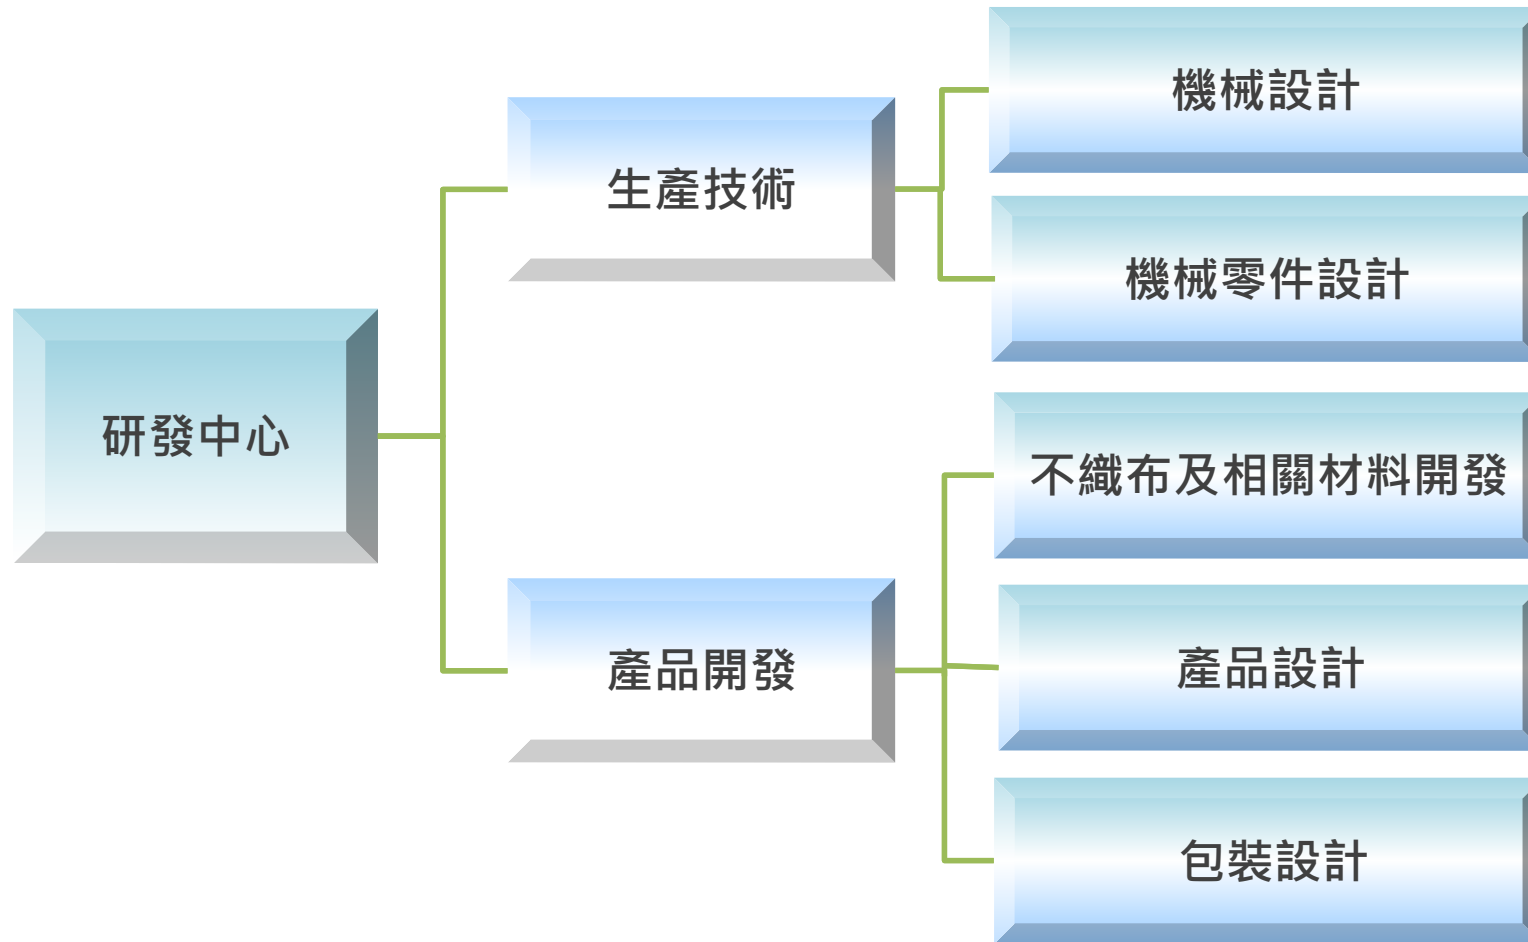 機械設計
生產技術
機械零件設計
研發中心
不織布及相關材料開發
產品開發
產品設計
包裝設計